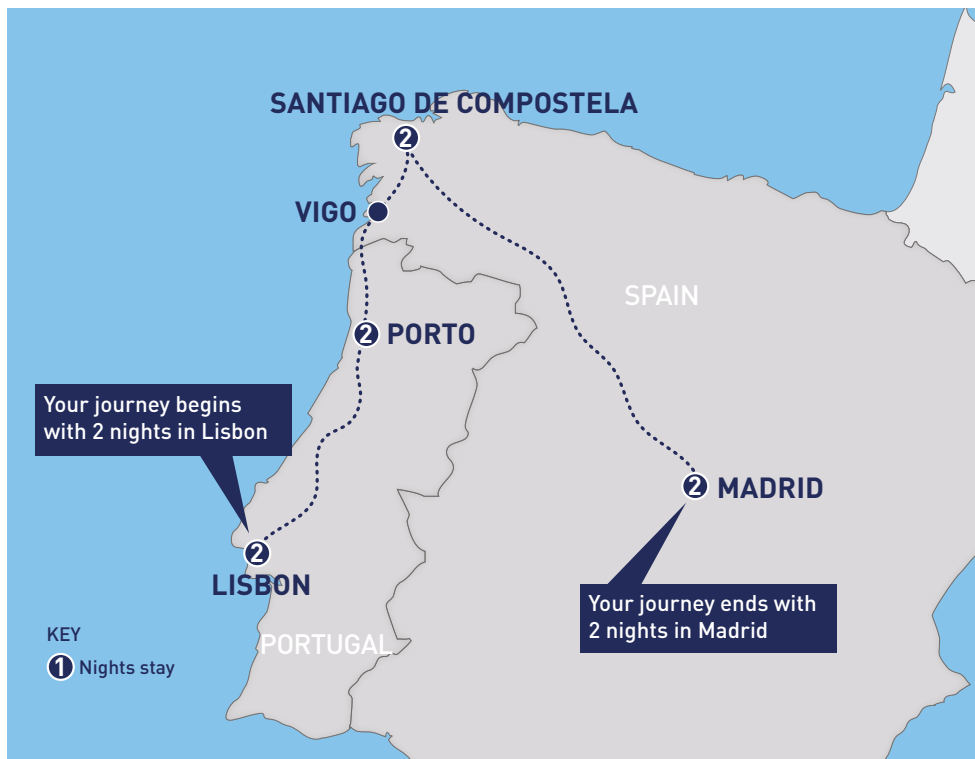 SANTIAGO DE COMPOSTELA
2
VIGO
SPAIN
2 PORTO
Your journey begins
with 2 nights in Lisbon
2 MADRID
2
LISBON
Your journey ends with
2 nights in Madrid
PORTUGAL
KEY
1 Nights stay